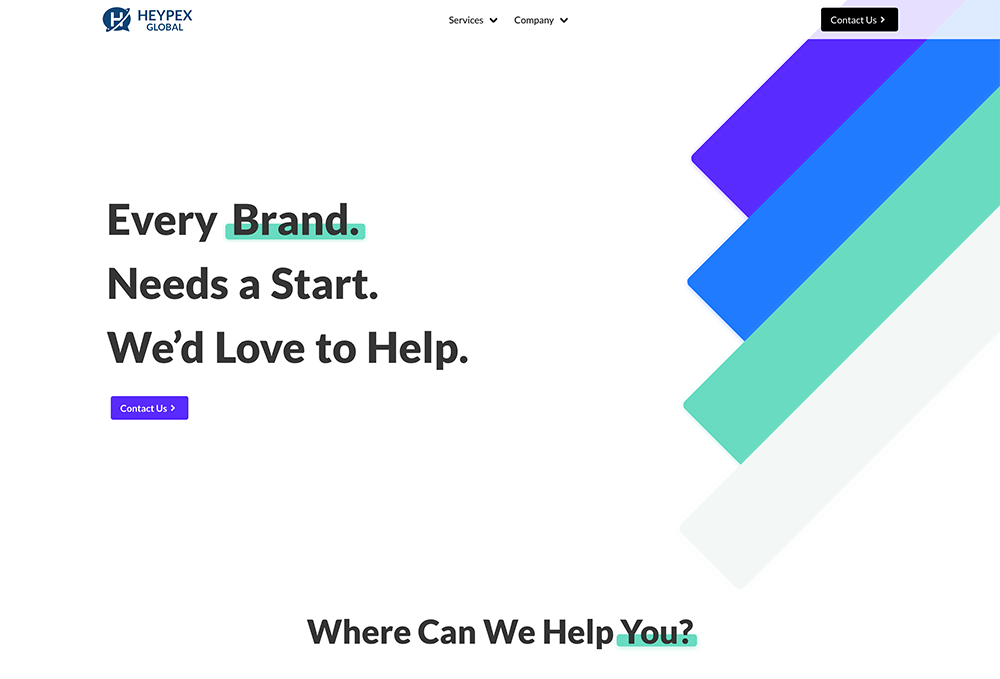 HEYPEX
GLOBAL
Services
Company
Contact Us
Every Brand.
Needs a Start.
We’d Love to Help.
Contact Us
Where Can We Help You?